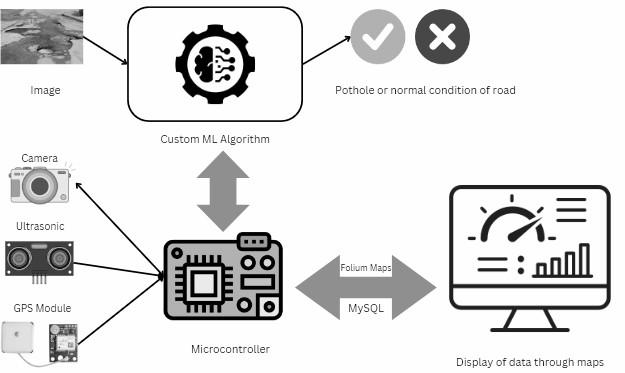 Image
Pothole or normal condition of road
Custom ML Algorithm
Camera
Ultrasonic
GPS Module
Microcontroller
Folium Maps
MySQL
Display of data through maps